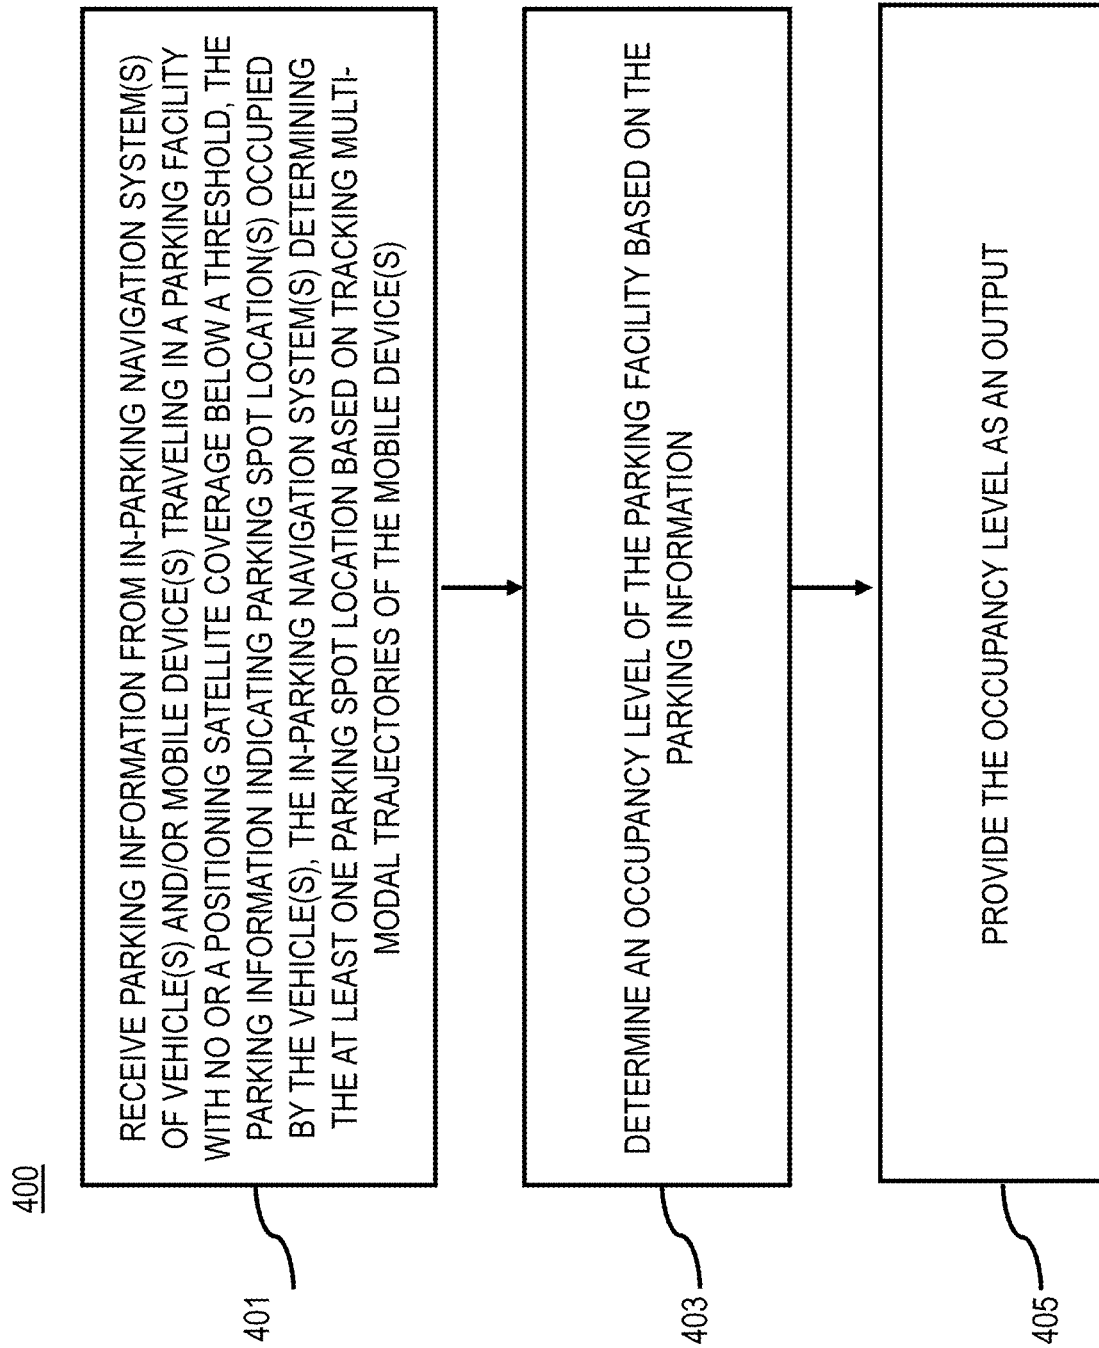 400
401
RECEIVE PARKING INFORMATION FROM IN-PARKING NAVIGATION SYSTEM(S)
OF VEHICLE(S) AND/OR MOBILE DEVICE(S) TRAVELING IN A PARKING FACILITY
WITH NO OR A POSITIONING SATELLITE COVERAGE BELOW A THRESHOLD, THE
PARKING INFORMATION INDICATING PARKING SPOT LOCATION(S) OCCUPIED
BY THE VEHICLE(S), THE IN-PARKING NAVIGATION SYSTEM(S) DETERMINING
THE AT LEAST ONE PARKING SPOT LOCATION BASED ON TRACKING MULTI-
MODAL TRAJECTORIES OF THE MOBILE DEVICE(S)
403
DETERMINE AN OCCUPANCY LEVEL OF THE PARKING FACILITY BASED ON THE
PARKING INFORMATION
405
PROVIDE THE OCCUPANCY LEVEL AS AN OUTPUT